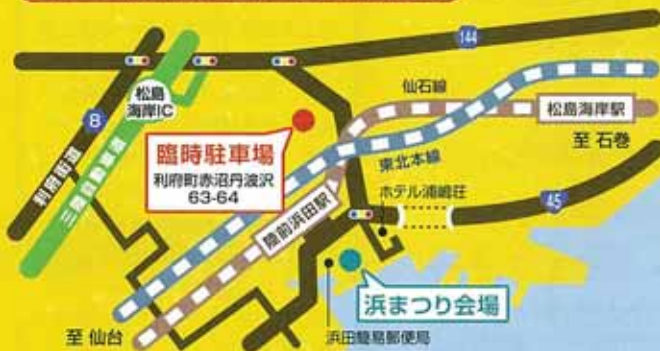 144
仙石線
松島
海岸IC
松島海岸駅
8
至 石巻
臨時駐車場
利府町赤沼丹波沢
63-64
東北本線
利府街道
三陸自動車道
ホテル浦嶋荘
45
陸前浜田駅
浜まつり会場
至 仙台
浜田簡易郵便局